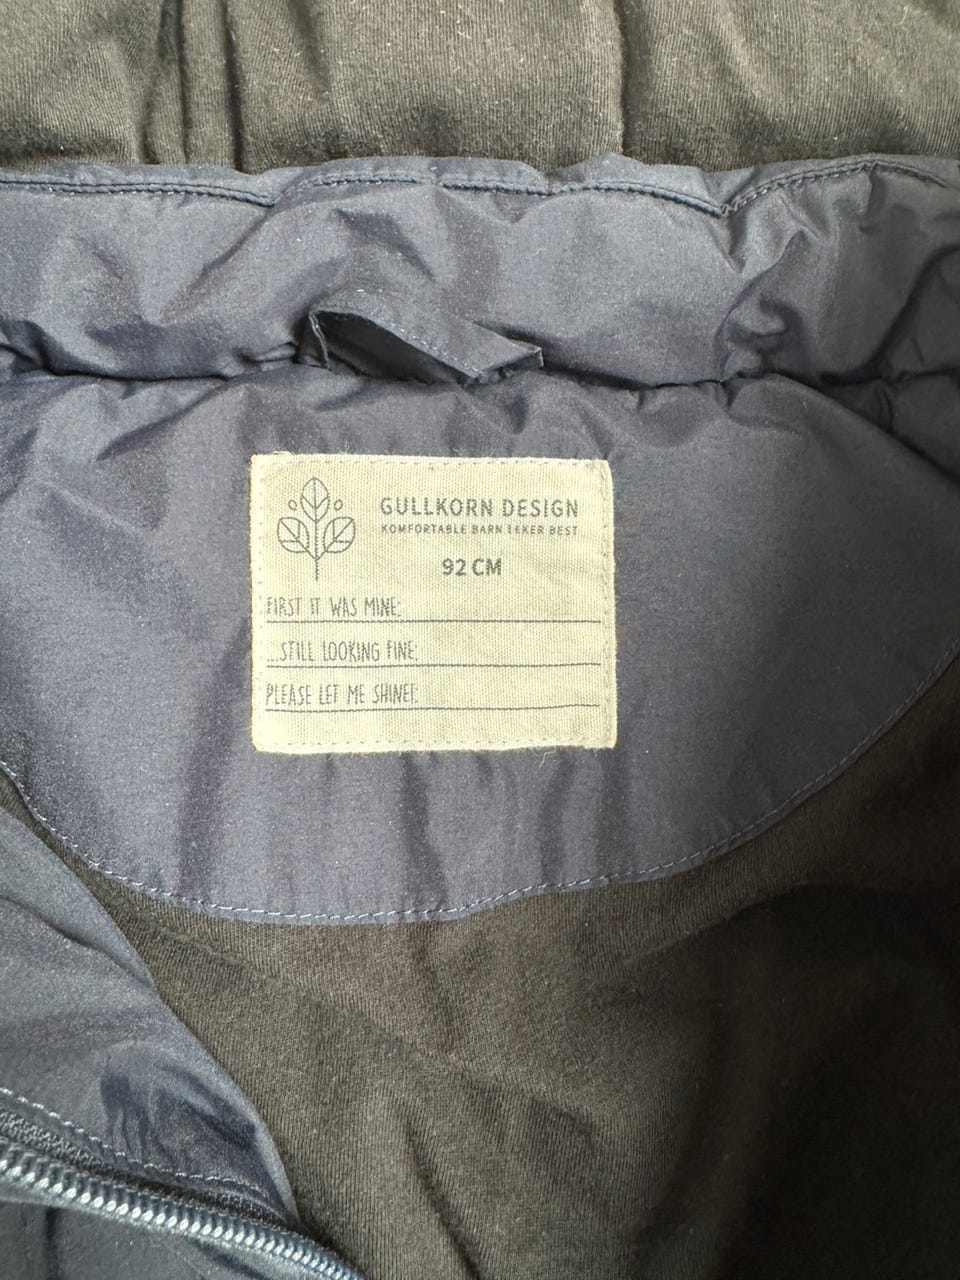 GULLKORN DESIGN
KOMFORTABLE BARN LEKER BEST
92 CM
FIRST IT WAS MINE:
...STILL LOOKING FINE:
PLEASE LET ME SHINE!: